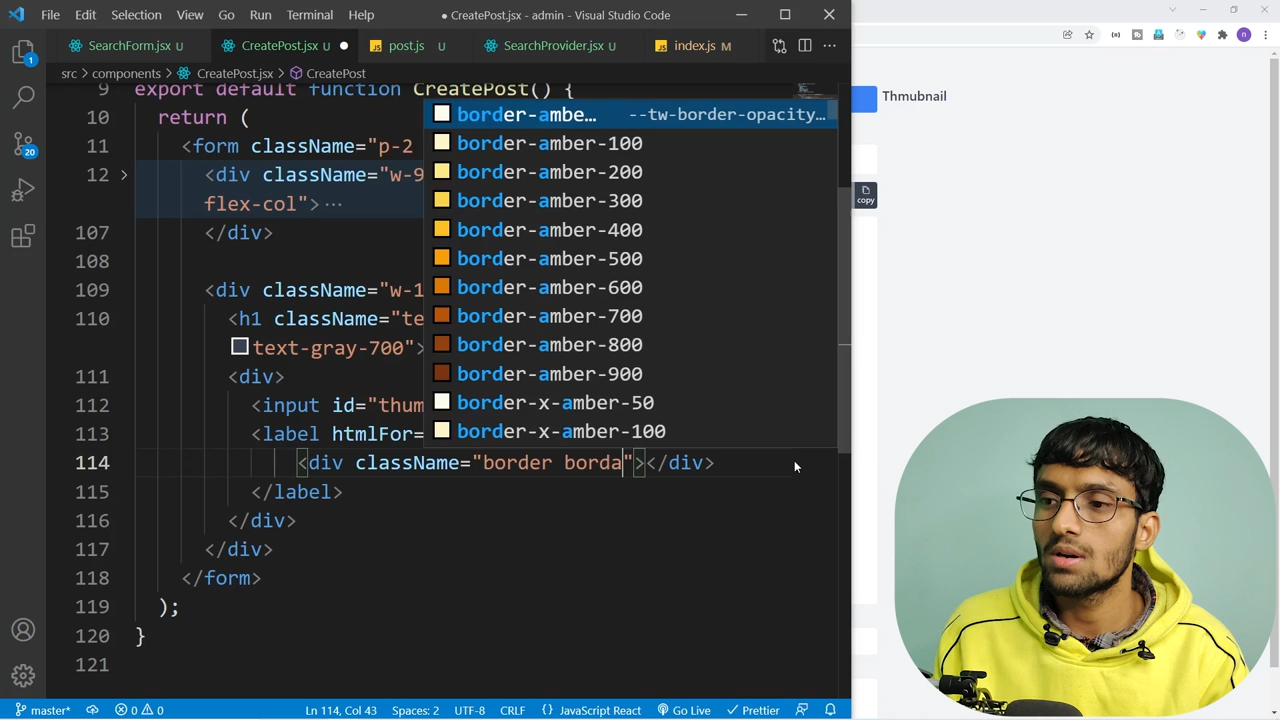 File Edit Selection View Go Run Terminal Help ● CreatePost.jsx - admin - Visual Studio Code
SearchForm.jsx U CreatePost.jsx U ● JS post.js U SearchProvider.jsx U JS index.js M
src > components > CreatePost.jsx > CreatePost
9 export default function CreatePost() {
10 return (
11 <form className="p-2
12 <div className="w-9
flex-col">···
107 </div>
108
109 <div className="w-1
110 <h1 className="te
text-gray-700">
111 <div>
112 <input id="thum
113 <label htmlFor=
114 <div className="border borda"></div>
115 </label>
116 </div>
117 </div>
118 </form>
119 );
120 }
121
border-ambe… --tw-border-opacity…
border-amber-100
border-amber-200
border-amber-300
border-amber-400
border-amber-500
border-amber-600
border-amber-700
border-amber-800
border-amber-900
border-x-amber-50
border-x-amber-100
1
20
Thmubnail
copy
n
master* 0 0 Ln 114, Col 43 Spaces: 2 UTF-8 CRLF {} JavaScript React Go Live Prettier